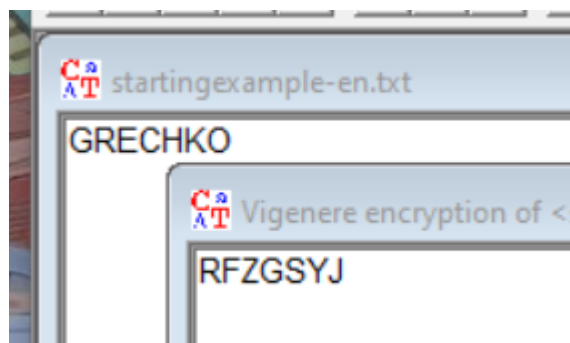 startingexample-en.txt
GRECHKO
Vigenere encryption of <
RFZGSYJ